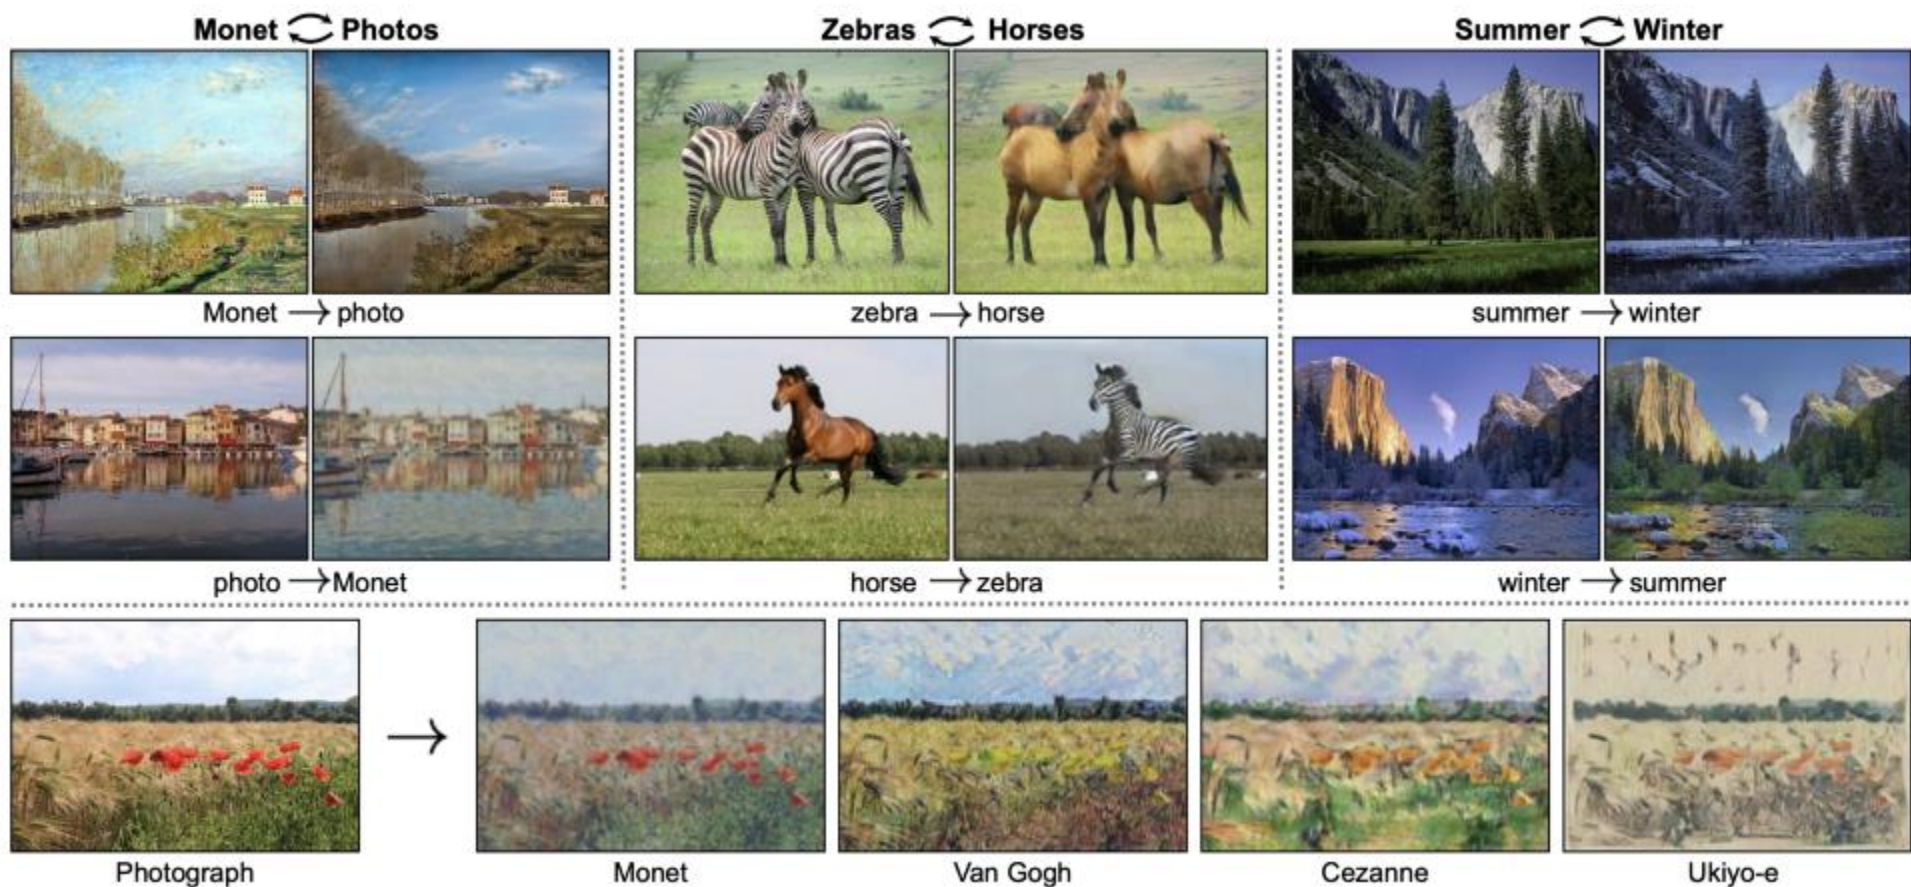 Monet Photos
Zebras Horses
Summer Winter
Monet → photo
zebra → horse
summer → winter
photo → Monet
horse → zebra
winter → summer
Photograph
→
Monet
Van Gogh
Cezanne
Ukiyo-e